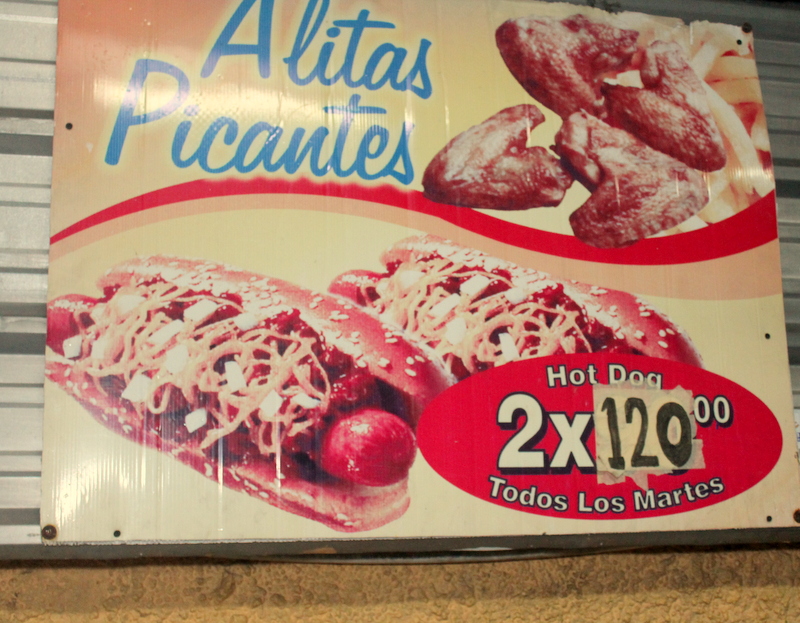 Alitas
Picantes
Hot Dog
2x120.00
Todos Los Martes